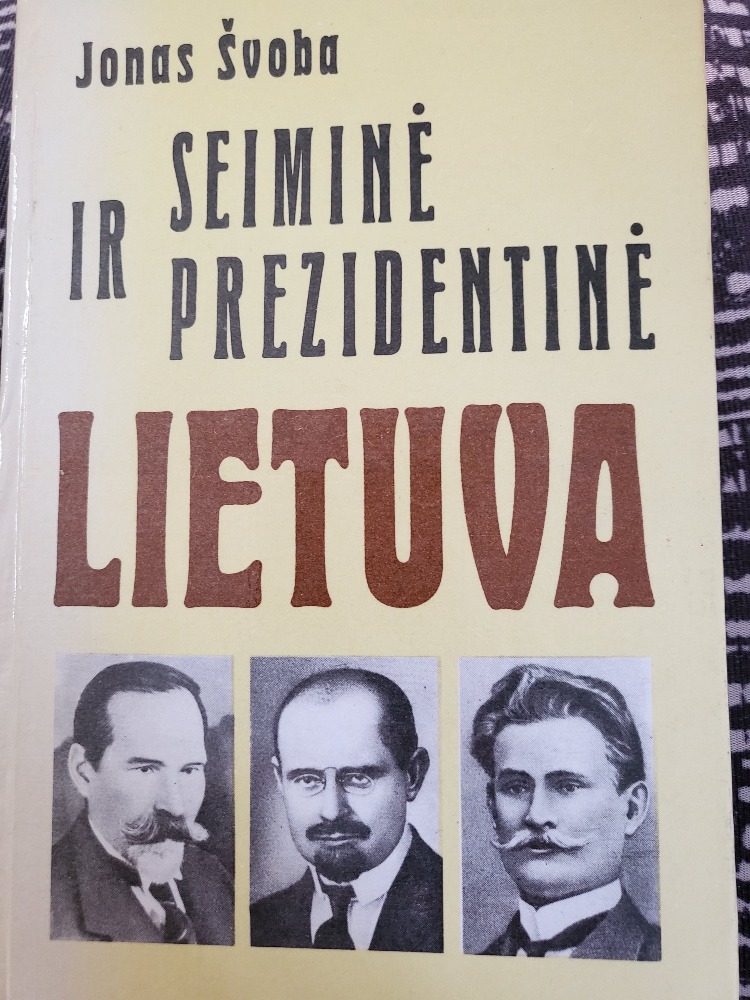 Jonas Švoba
SEIMINĖ
IR
PREZIDENTINĖ
LIETUVA